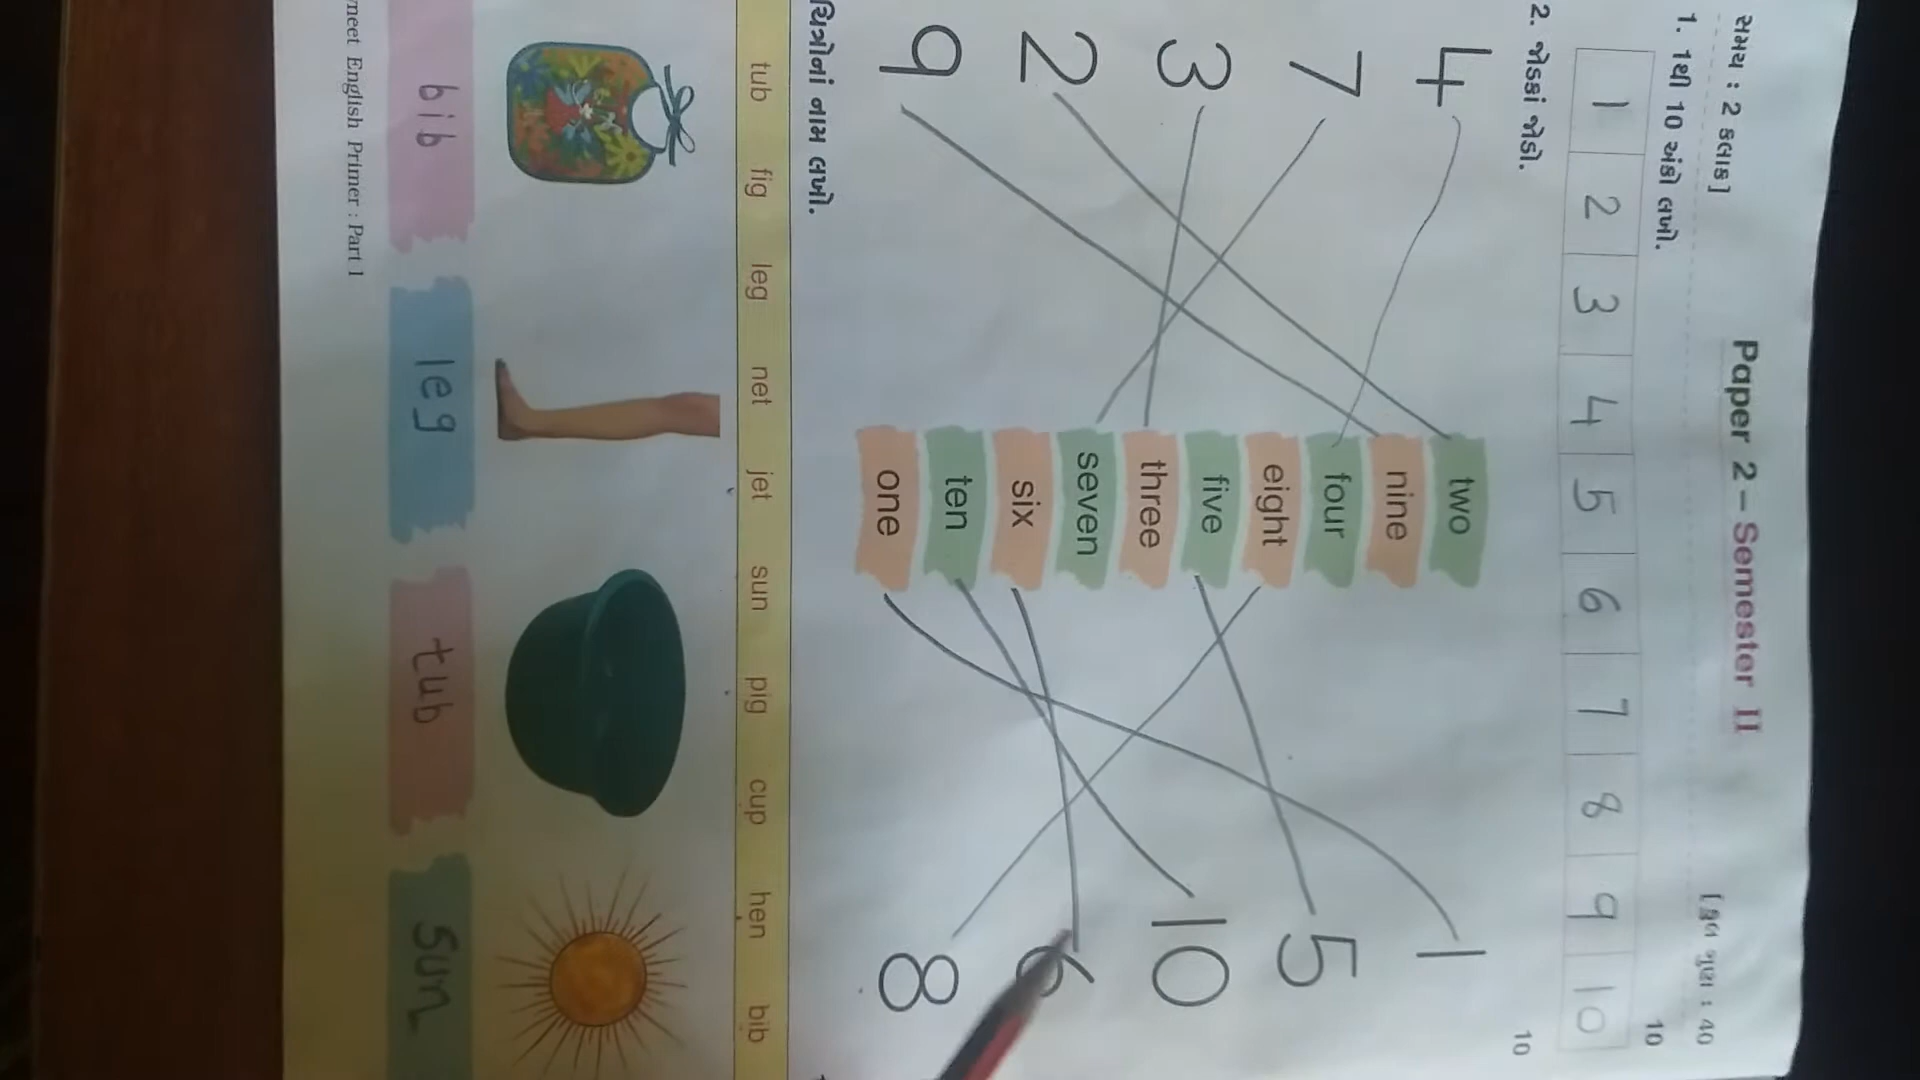 Paper 2 – Semester II
સમય : 2 કલાક]
[કુલ ગુણ : 40
1. 1થી 10 અંકો લખો.
10
1 2 3 4 5 6 7 8 9 10
2. જોડકાં જોડો.
10
4 two 1
nine
7 four 5
eight
3 five 10
three
2 seven 6
six
9 ten 8
one
ચિત્રોનાં નામ લખો.
tub fig leg net jet sun pig cup hen bib
bib leg tub sun
meet English Primer : Part 1